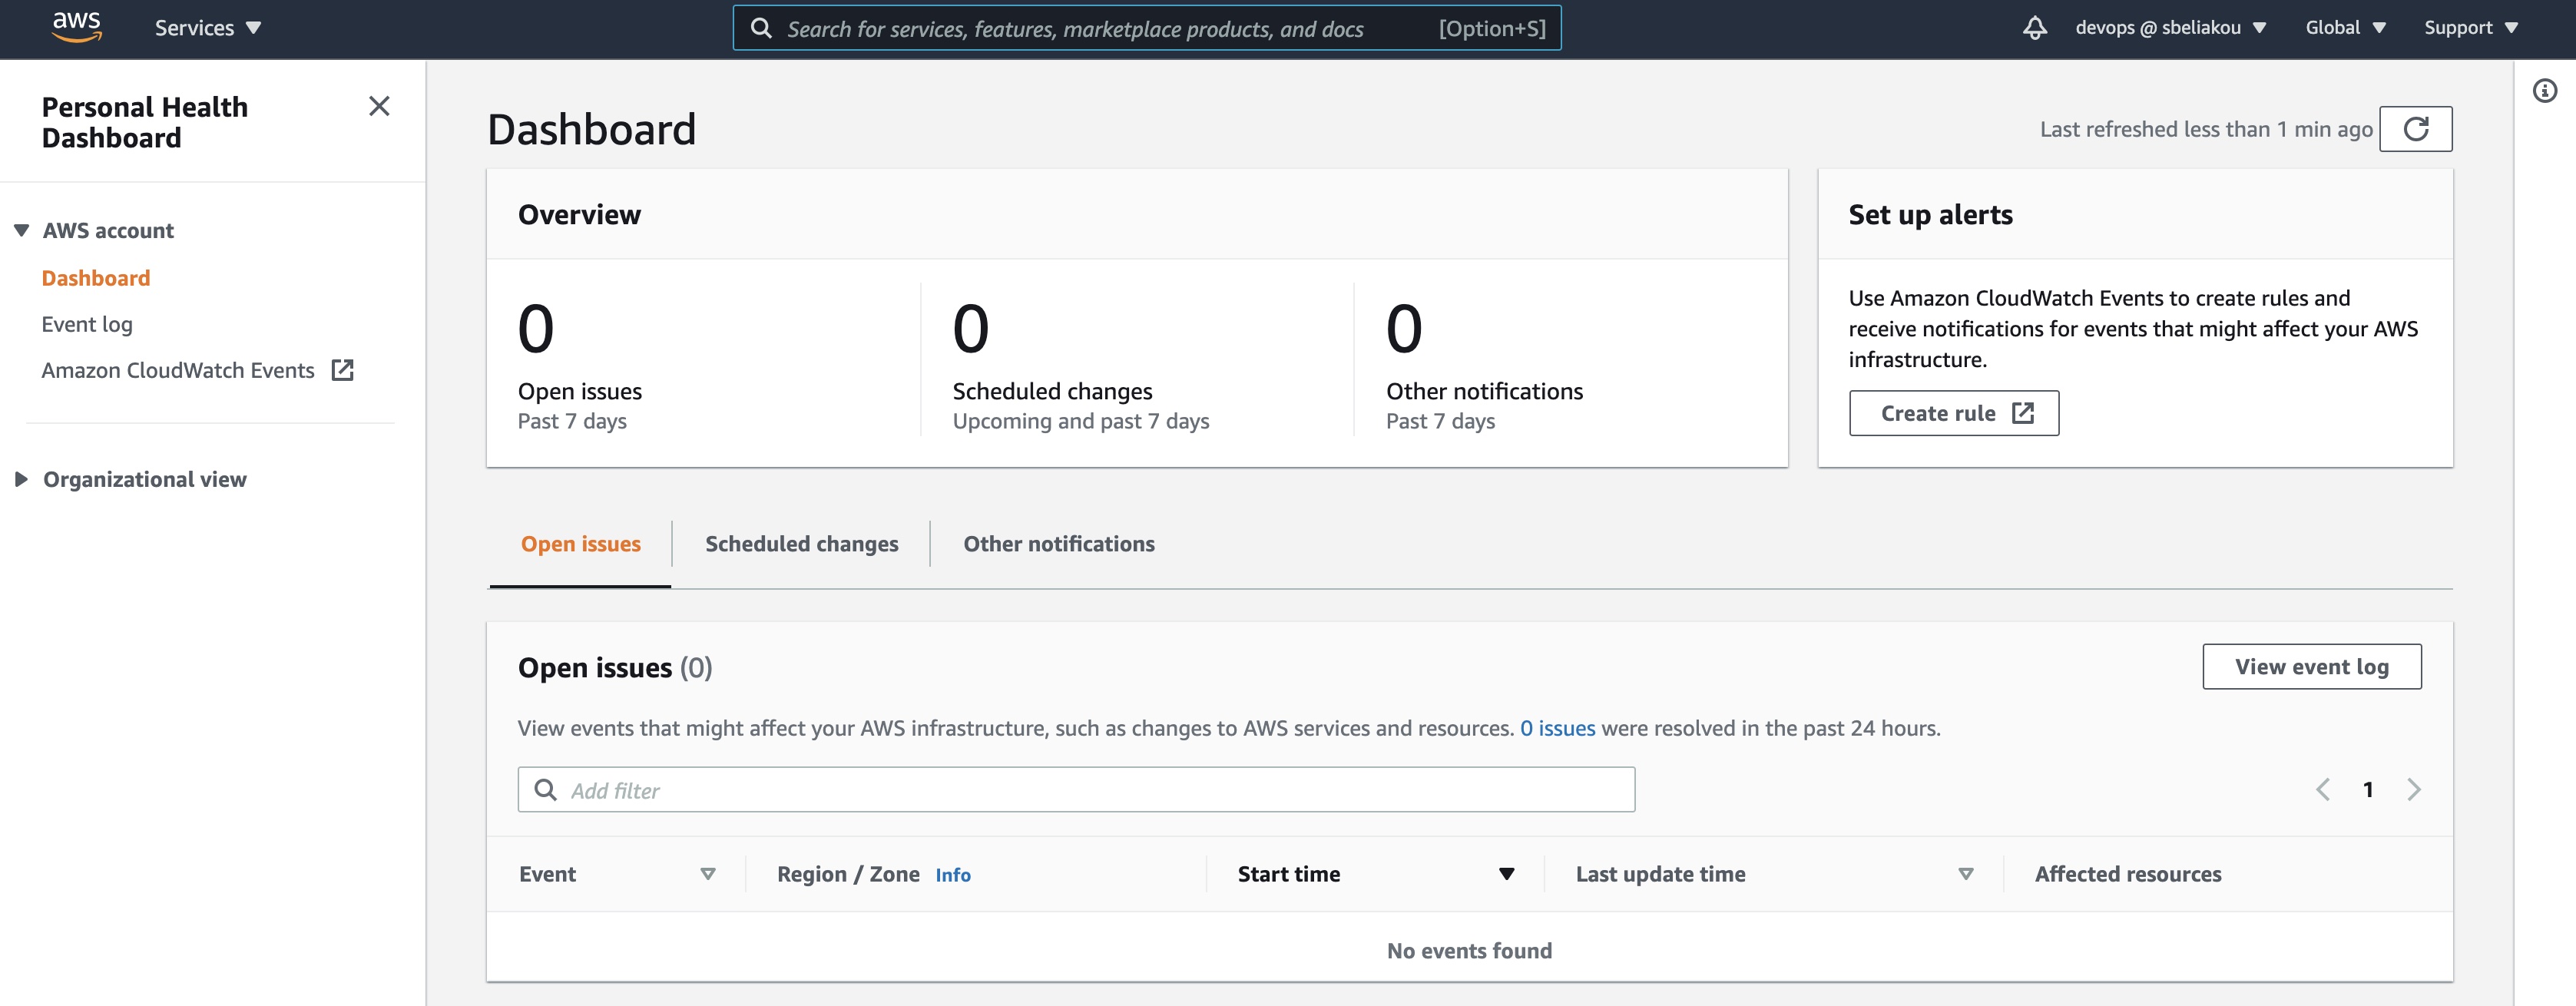 aws
Services
Search for services, features, marketplace products, and docs [Option+S]
devops @ sbeliakou
Global
Support
Personal Health
Dashboard
AWS account
Dashboard
Event log
Amazon CloudWatch Events
Organizational view
Dashboard
Last refreshed less than 1 min ago
Overview
0
Open issues
Past 7 days
0
Scheduled changes
Upcoming and past 7 days
0
Other notifications
Past 7 days
Set up alerts
Use Amazon CloudWatch Events to create rules and
receive notifications for events that might affect your AWS
infrastructure.
Create rule
Open issues
Scheduled changes
Other notifications
Open issues (0)
View event log
View events that might affect your AWS infrastructure, such as changes to AWS services and resources. 0 issues were resolved in the past 24 hours.
Add filter
1
Event
Region / Zone Info
Start time
Last update time
Affected resources
No events found